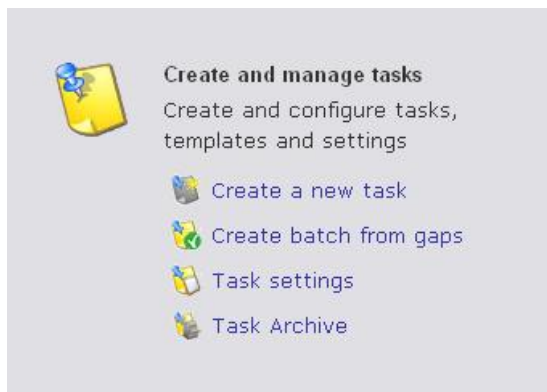 Create and manage tasks
Create and configure tasks,
templates and settings
Create a new task
Create batch from gaps
Task settings
Task Archive